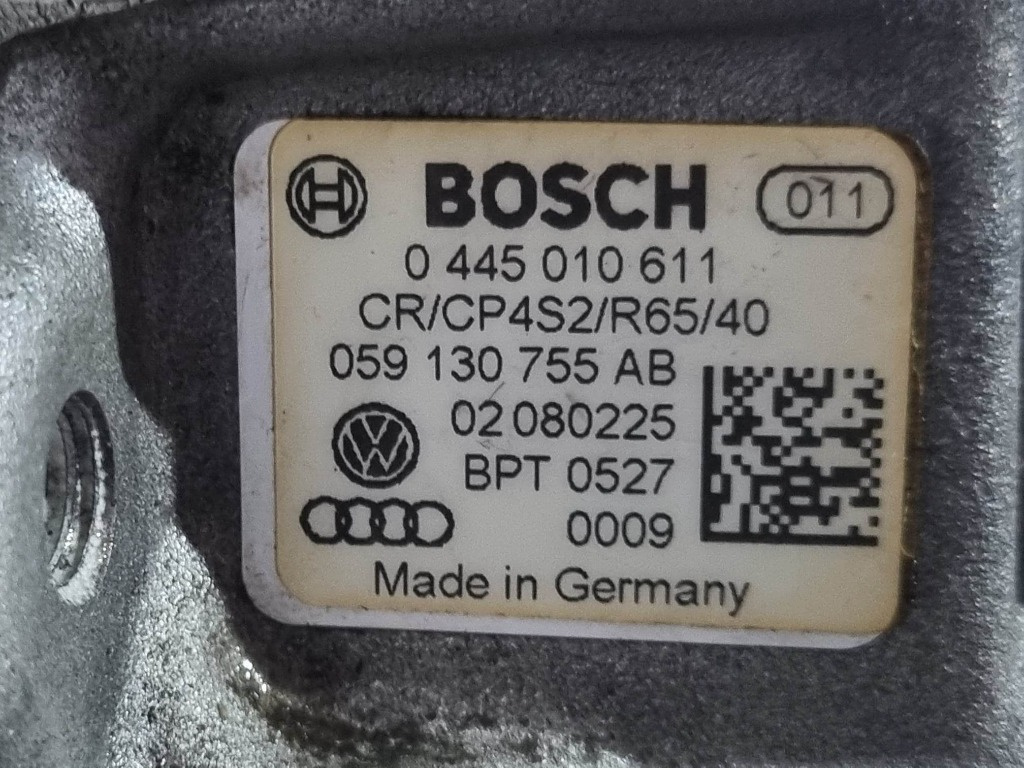 BOSCH 011
0 445 010 611
CR/CP4S2/R65/40
059 130 755 AB
02 080225
BPT 0527
0009
Made in Germany